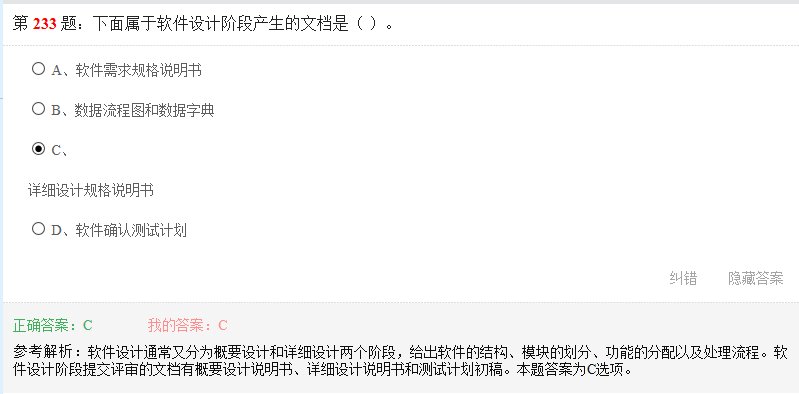 第 233 题：下面属于软件设计阶段产生的文档是（ ）。
A、软件需求规格说明书
B、数据流程图和数据字典
C、
详细设计规格说明书
D、软件确认测试计划
纠错 隐藏答案
正确答案：C 我的答案：C
参考解析：软件设计通常又分为概要设计和详细设计两个阶段，给出软件的结构、模块的划分、功能的分配以及处理流程。软
件设计阶段提交评审的文档有概要设计说明书、详细设计说明书和测试计划初稿。本题答案为C选项。